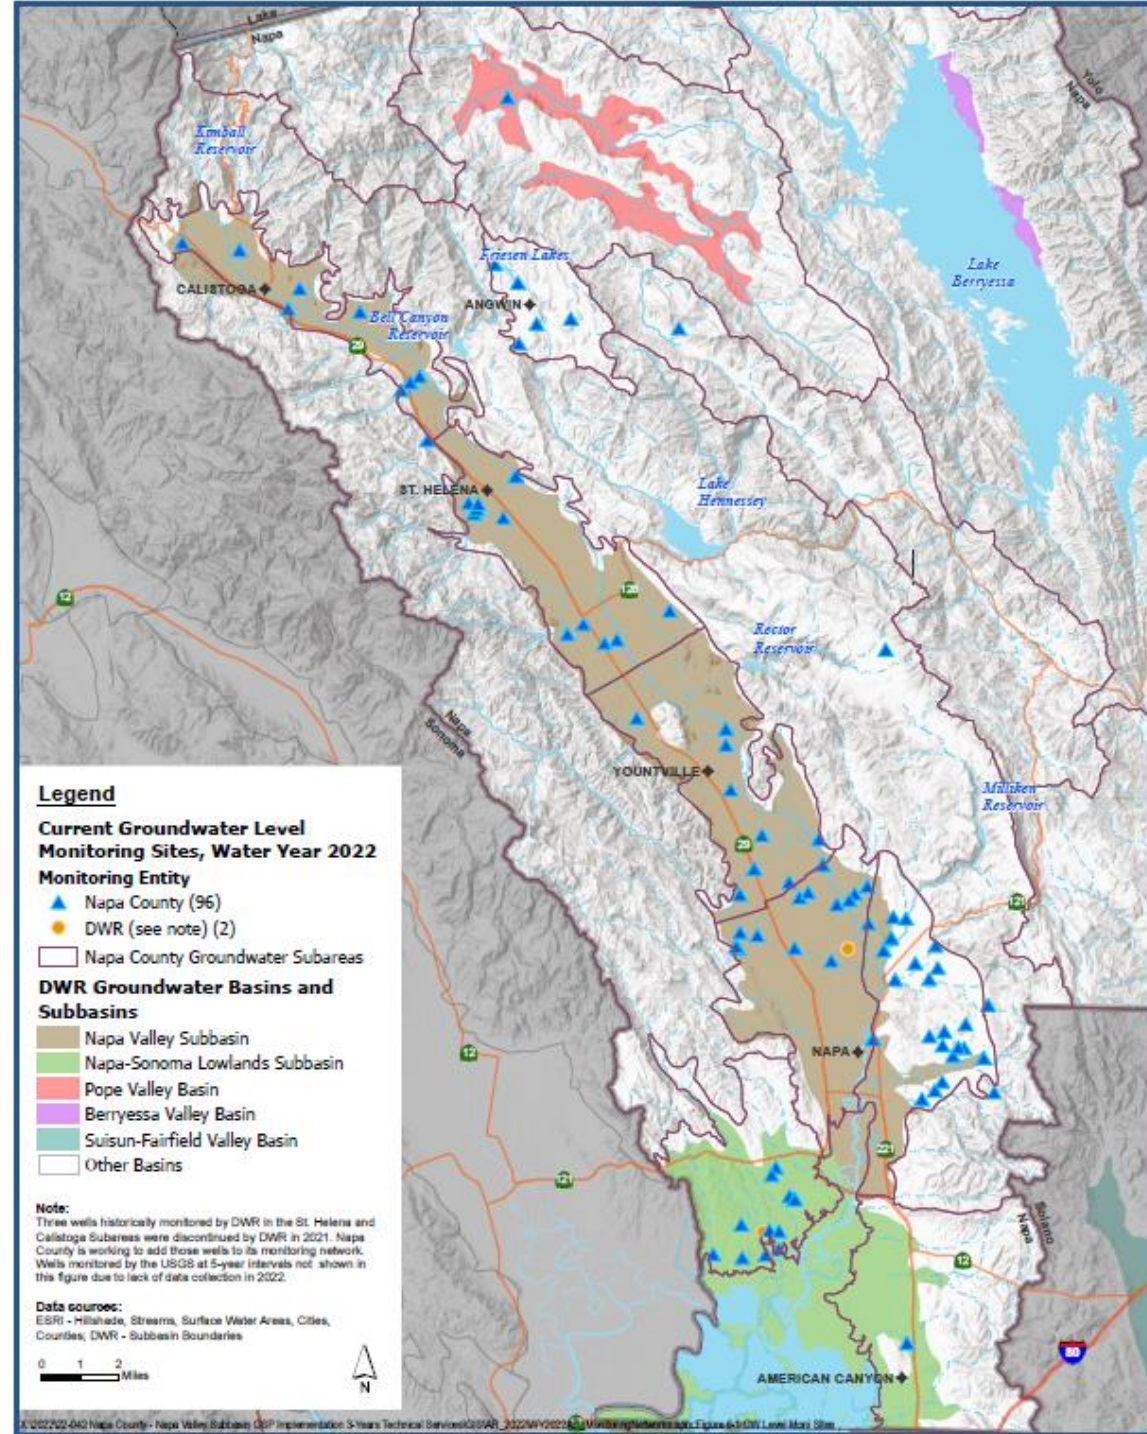 Lake
Napa
Yolo
Napa
Kimball
Reservoir
Friesen Lakes
Lake
Berryessa
CALISTOGA
ANGWIN
Bell Canyon
Reservoir
29
ST. HELENA
Lake
Hennessey
12
128
Rector
Reservoir
Napa
Sonoma
YOUNTVILLE
Milliken
Reservoir
29
121
Legend
Current Groundwater Level
Monitoring Sites, Water Year 2022
Monitoring Entity
Napa County (96)
DWR (see note) (2)
Napa County Groundwater Subareas
DWR Groundwater Basins and
Subbasins
Napa Valley Subbasin
Napa-Sonoma Lowlands Subbasin
Pope Valley Basin
Berryessa Valley Basin
Suisun-Fairfield Valley Basin
Other Basins
Note:
Three wells historically monitored by DWR in the St. Helena and
Calistoga Subareas were discontinued by DWR in 2021. Napa
County is working to add those wells to its monitoring network.
Wells monitored by the USGS at 5-year intervals not shown in
this figure due to lack of data collection in 2022.
Data sources:
ESRI - Hillshade, Streams, Surface Water Areas, Cities,
Counties; DWR - Subbasin Boundaries
0 1 2
Miles
N
12
NAPA
221
121
Solano
Napa
12
80
AMERICAN CANYON